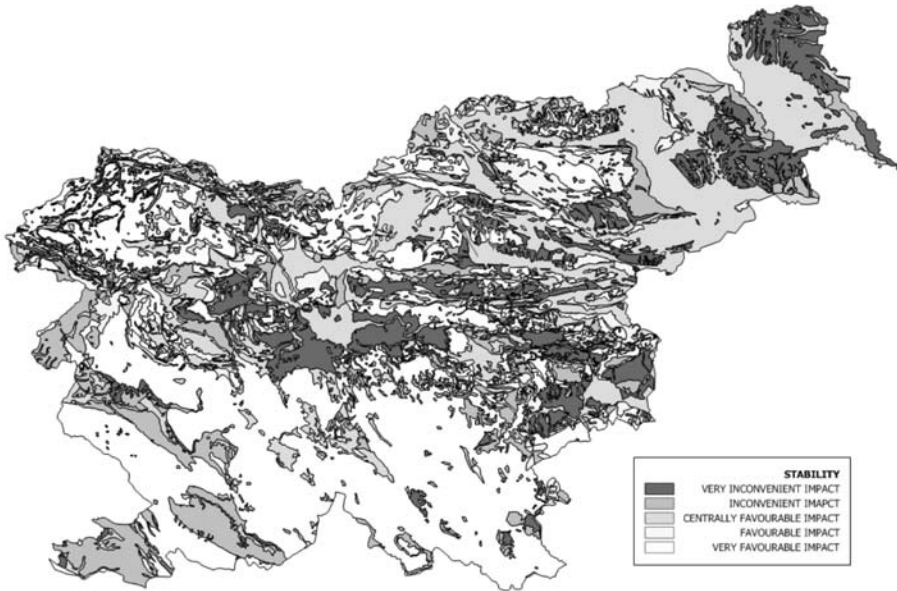 STABILITY
VERY INCONVENIENT IMPACT
INCONVENIENT IMAPCT
CENTRALLY FAVOURABLE IMPACT
FAVOURABLE IMPACT
VERY FAVOURABLE IMPACT